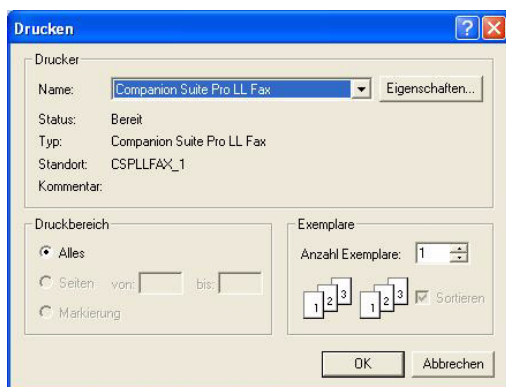 Drucken
Drucker
Name: Companion Suite Pro LL Fax Eigenschaften...
Status: Bereit
Typ: Companion Suite Pro LL Fax
Standort: CSPLLFAX_1
Kommentar:
Druckbereich
Alles
Seiten von: bis:
Markierung
Exemplare
Anzahl Exemplare: 1
1 2 3 1 2 3 Sortieren
OK Abbrechen